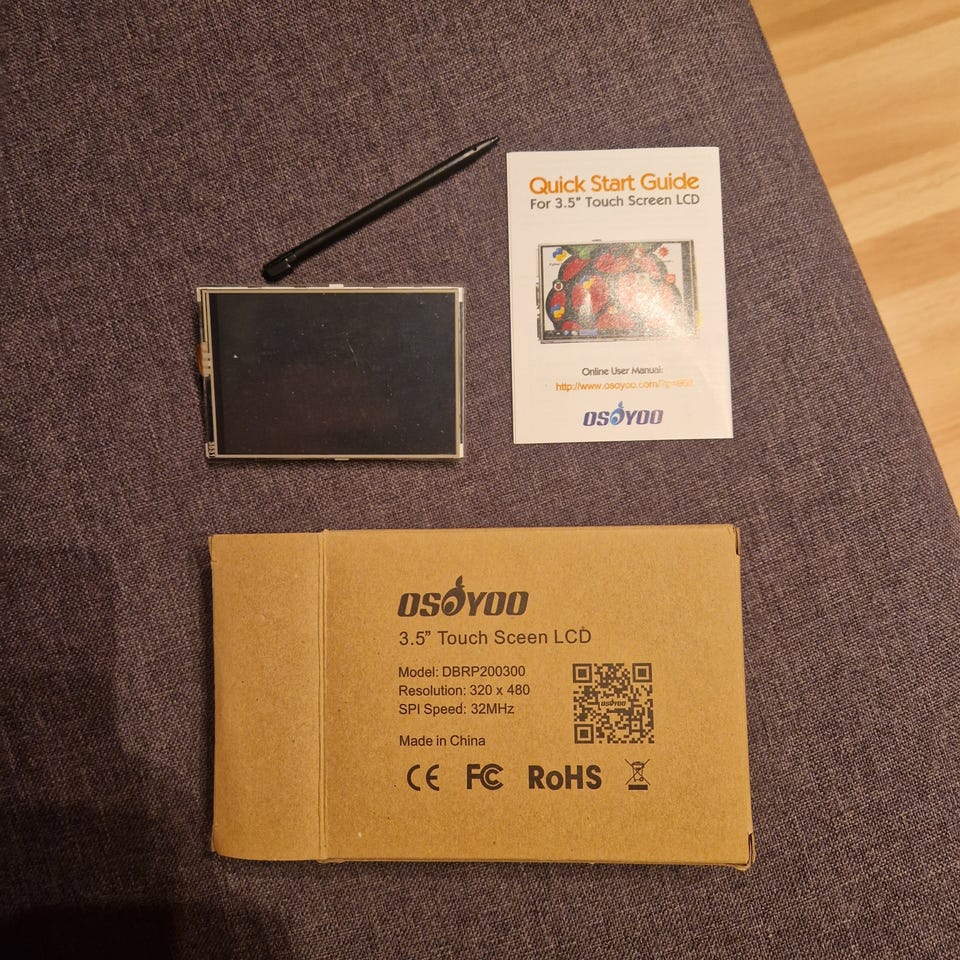 Quick Start Guide
For 3.5" Touch Screen LCD
Online User Manual:
OSOYOO
OSOYOO
3.5" Touch Sceen LCD
Model: DBRP200300
Resolution: 320 x 480
SPI Speed: 32MHz
OSOYOO
Made in China
CE FC RoHS